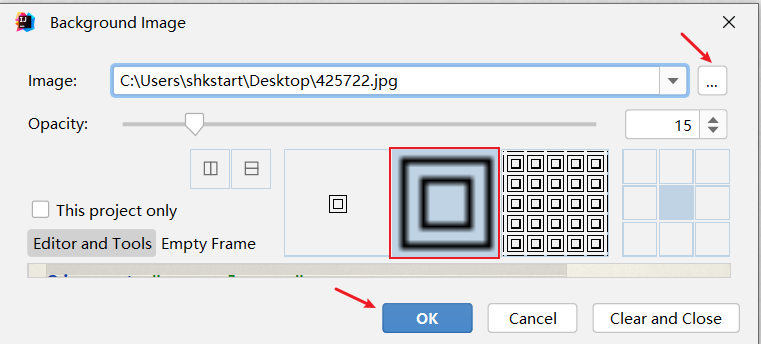 Background Image
Image: C:\Users\shkstart\Desktop\425722.jpg ...
Opacity: 15
This project only
Editor and Tools Empty Frame
OK Cancel Clear and Close